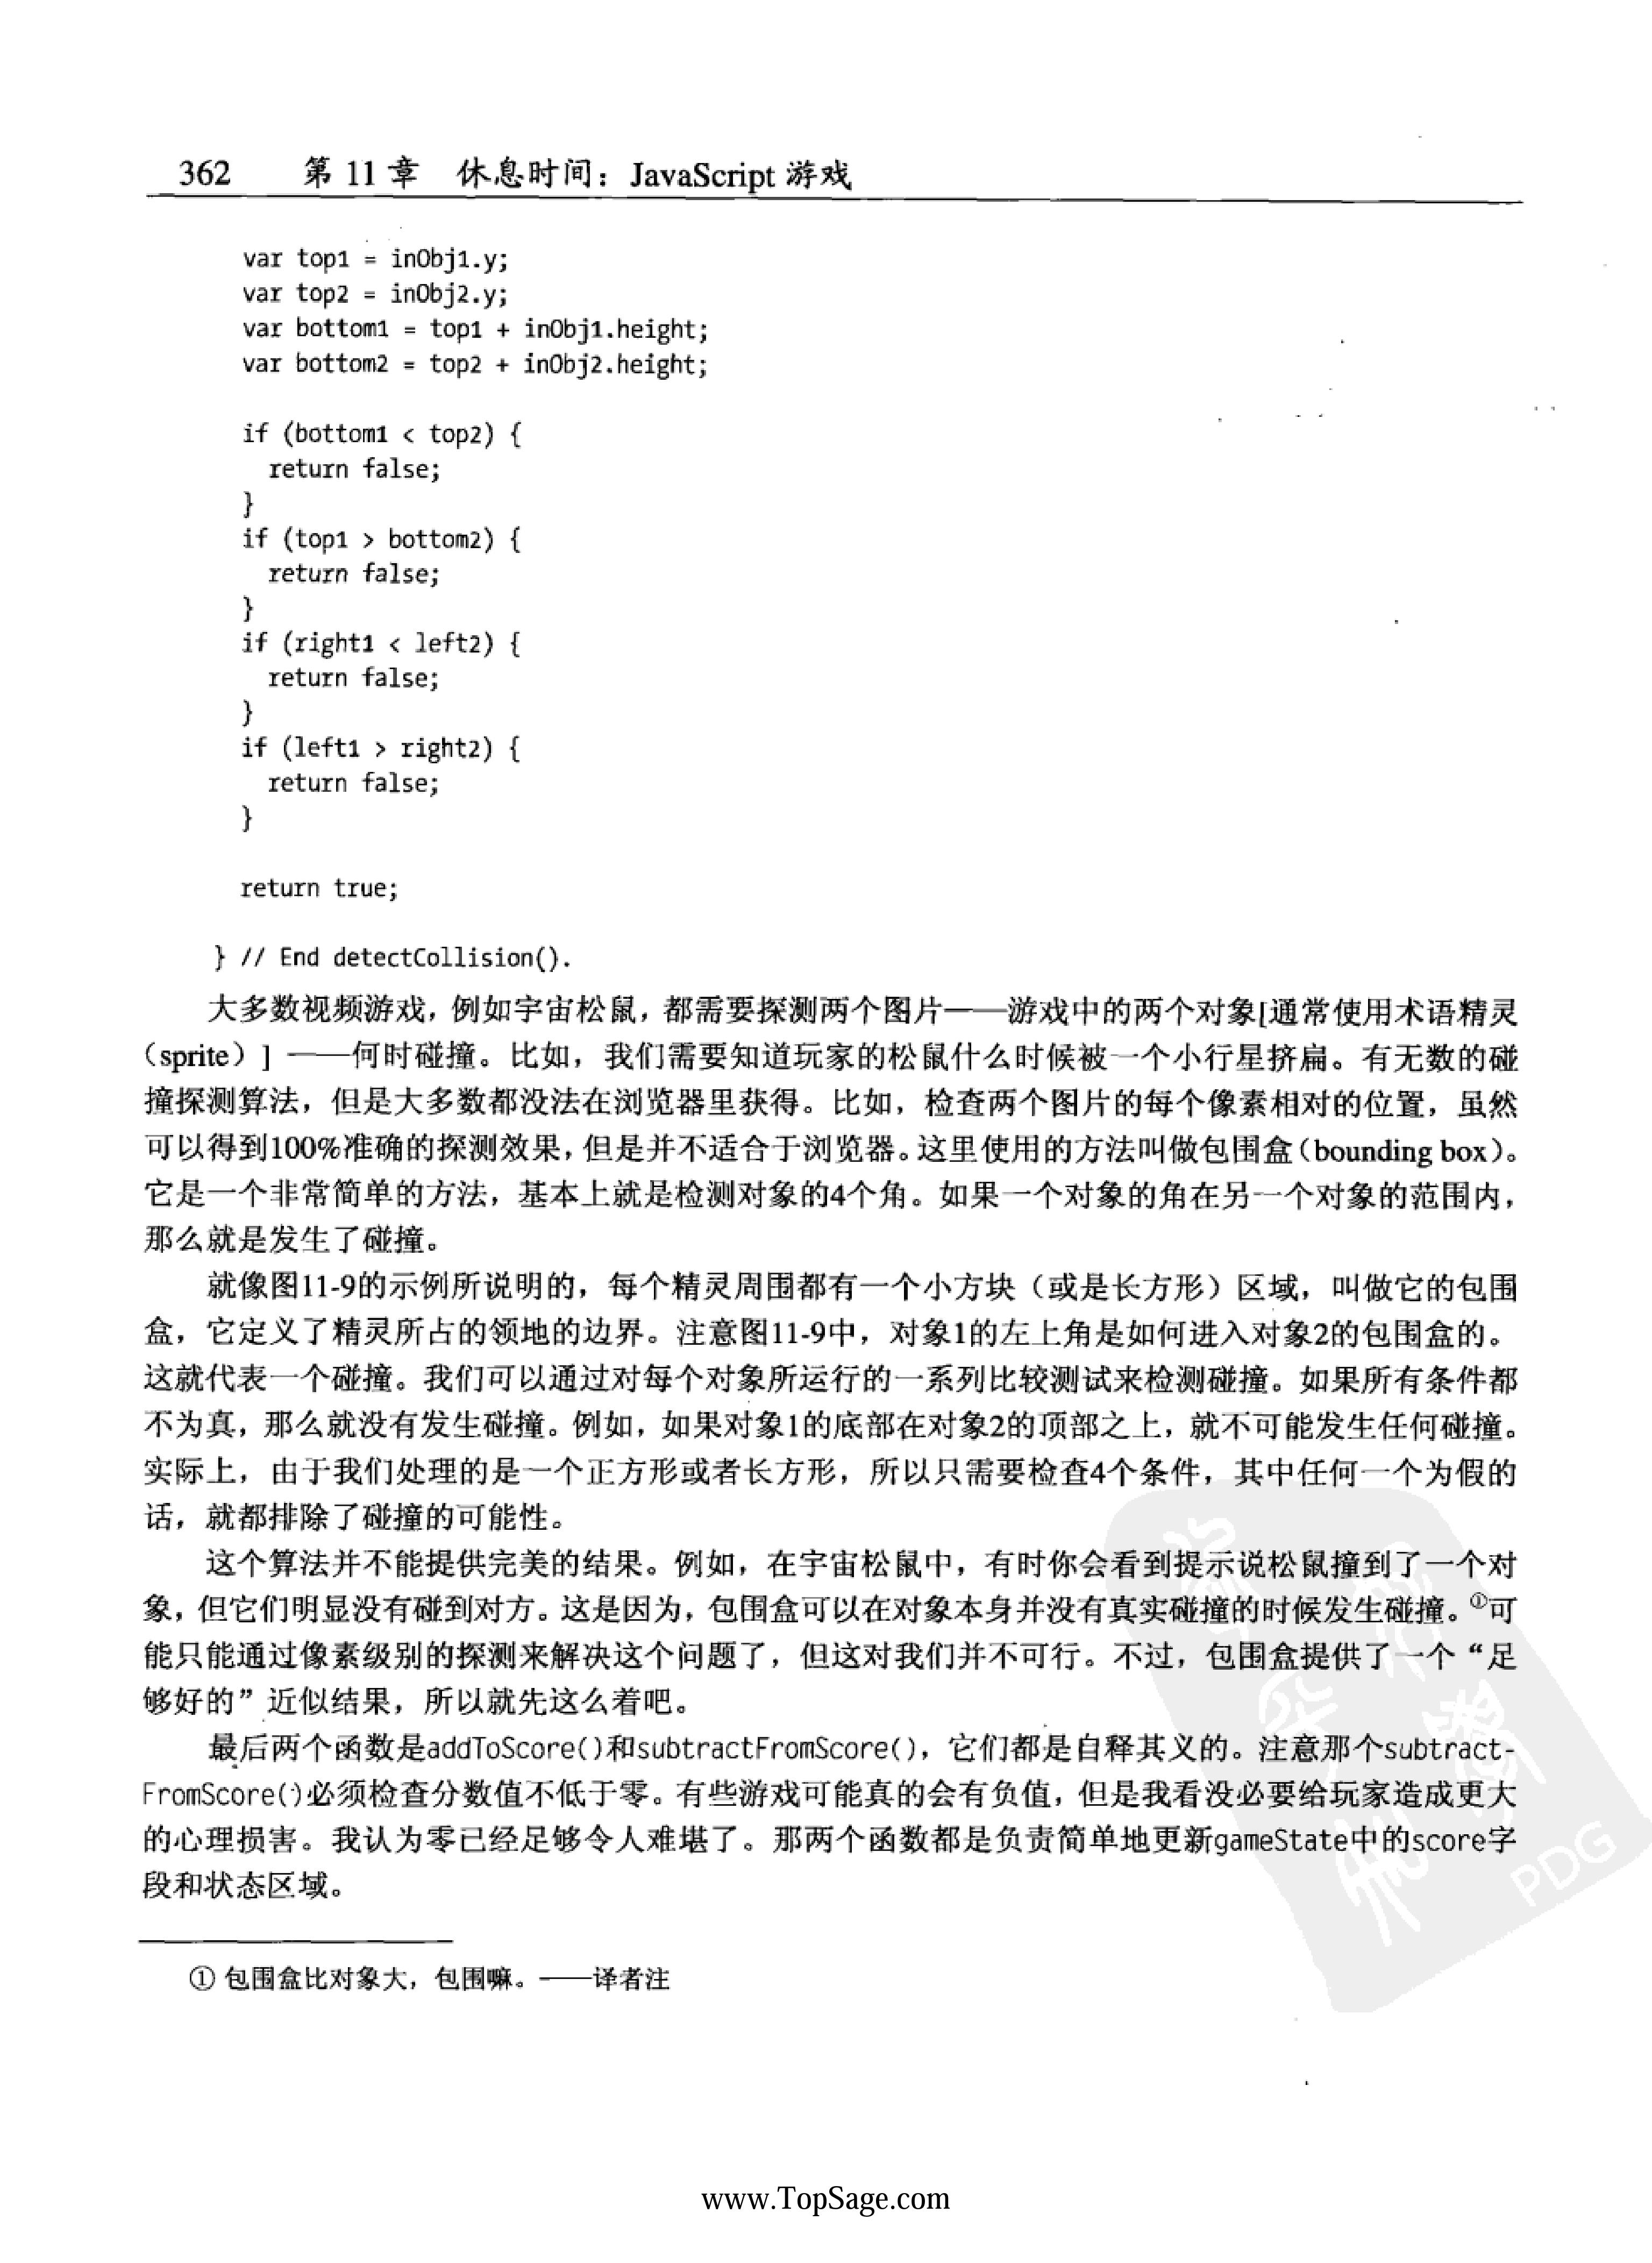 362 第 11 章 休息时间：JavaScript 游戏
var top1 = inObj1.y;
var top2 = inObj2.y;
var bottom1 = top1 + inObj1.height;
var bottom2 = top2 + inObj2.height;
if (bottom1 < top2) {
return false;
}
if (top1 > bottom2) {
return false;
}
if (right1 < left2) {
return false;
}
if (left1 > right2) {
return false;
}
return true;
} // End detectCollision().
大多数视频游戏，例如宇宙松鼠，都需要探测两个图片——游戏中的两个对象[通常使用术语精灵
（sprite）] ——何时碰撞。比如，我们需要知道玩家的松鼠什么时候被一个小行星挤扁。有无数的碰
撞探测算法，但是大多数都没法在浏览器里获得。比如，检查两个图片的每个像素相对的位置，虽然
可以得到100%准确的探测效果，但是并不适合于浏览器。这里使用的方法叫做包围盒（bounding box）。
它是一个非常简单的方法，基本上就是检测对象的4个角。如果一个对象的角在另一个对象的范围内，
那么就是发生了碰撞。
就像图11-9的示例所说明的，每个精灵周围都有一个小方块（或是长方形）区域，叫做它的包围
盒，它定义了精灵所占的领地的边界。注意图11-9中，对象1的左上角是如何进入对象2的包围盒的。
这就代表一个碰撞。我们可以通过对每个对象所运行的一系列比较测试来检测碰撞。如果所有条件都
不为真，那么就没有发生碰撞。例如，如果对象1的底部在对象2的顶部之上，就不可能发生任何碰撞。
实际上，由于我们处理的是一个正方形或者长方形，所以只需要检查4个条件，其中任何一个为假的
话，就都排除了碰撞的可能性。
这个算法并不能提供完美的结果。例如，在宇宙松鼠中，有时你会看到提示说松鼠撞到了一个对
象，但它们明显没有碰到对方。这是因为，包围盒可以在对象本身并没有真实碰撞的时候发生碰撞。①可
能只能通过像素级别的探测来解决这个问题了，但这对我们并不可行。不过，包围盒提供了一个“足
够好的”近似结果，所以就先这么着吧。
最后两个函数是addToScore()和subtractFromScore()，它们都是自释其义的。注意那个subtract-
FromScore()必须检查分数值不低于零。有些游戏可能真的会有负值，但是我看没必要给玩家造成更大
的心理损害。我认为零已经足够令人难堪了。那两个函数都是负责简单地更新gameState中的score字
段和状态区域。
① 包围盒比对象大，包围嘛。——译者注
PDG
www.TopSage.com